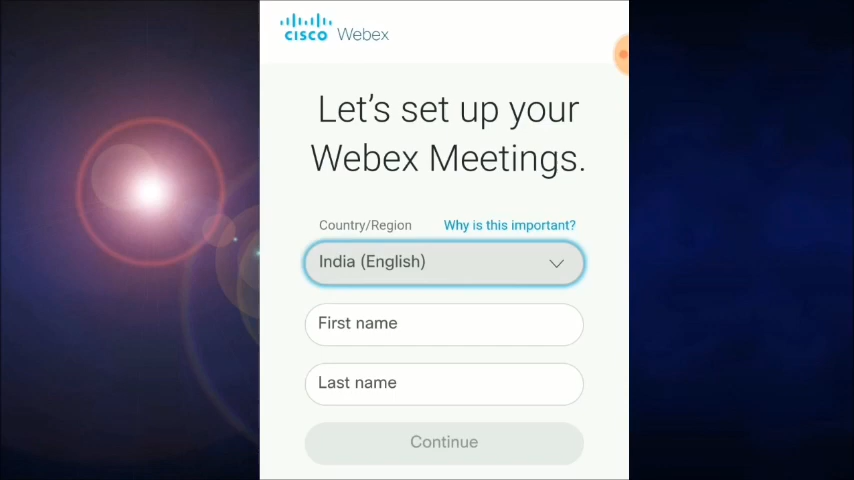 CISCO Webex
Let's set up your
Webex Meetings.
Country/Region Why is this important?
India (English)
First name
Last name
Continue